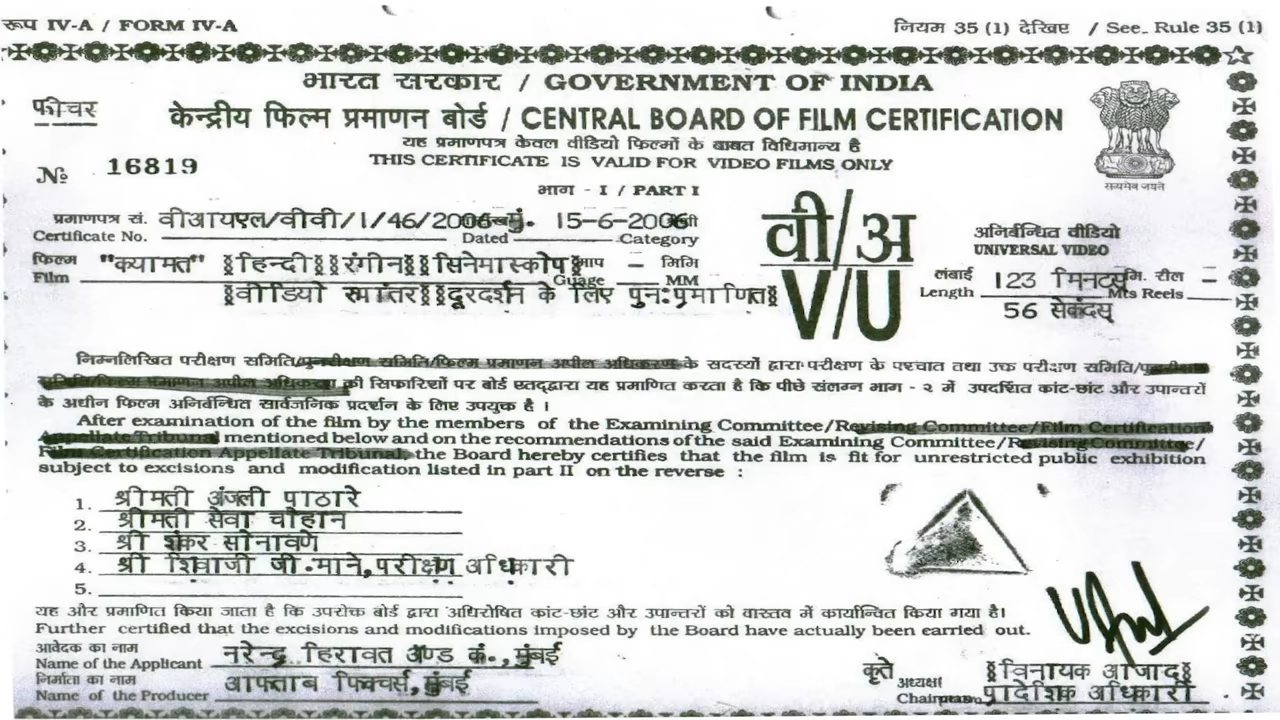 रूप IV-A / FORM IV-A
नियम 35 (1) देखिए / See. Rule 35 (1)
भारत सरकार / GOVERNMENT OF INDIA
फीचर
केन्द्रीय फिल्म प्रमाणन बोर्ड / CENTRAL BOARD OF FILM CERTIFICATION
यह प्रमाणपत्र केवल वीडियो फिल्मों के बाबत विधिमान्य है
THIS CERTIFICATE IS VALID FOR VIDEO FILMS ONLY
सत्यमेव जयते
№ 16819
भाग - I / PART I
प्रमाणपत्र सं. वीआयएल/वीवी/1/46/2006-मुं. 15-6-2006
Certificate No. Dated Category
वी/अ
V/U
अनिर्बन्धित वीडियो
UNIVERSAL VIDEO
फिल्म "क्यामत" हिन्दी रंगीन सिनेमास्कोप माप - मिमि
Film Guage MM
वीडियो रूपांतर दूरदर्शन के लिए पुनःप्रमाणित
लंबाई 123 मिनटस् मि. रील -
Length Mts Reels
56 सेकंदस्
निम्नलिखित परीक्षण समिति/पुनरीक्षण समिति/फिल्म प्रमाणन अपील अधिकरण के सदस्यों द्वारा परीक्षण के पश्चात तथा उक्त परीक्षण समिति/पुनरीक्षण
समिति/फिल्म प्रमाणन अपील अधिकरण की सिफारिशों पर बोर्ड एतद्द्वारा यह प्रमाणित करता है कि पीछे संलग्न भाग - २ में उपदर्शित कांट-छांट और उपान्तरों
के अधीन फिल्म अनिर्बन्धित सार्वजनिक प्रदर्शन के लिए उपयुक्त है ।
After examination of the film by the members of the Examining Committee/Revising Committee/Film Certification
Appellate Tribunal mentioned below and on the recommendations of the said Examining Committee/Revising Committee/
Film Certification Appellate Tribunal, the Board hereby certifies that the film is fit for unrestricted public exhibition
subject to excisions and modification listed in part II on the reverse :
1. श्रीमती अंजली पाठारे
2. श्रीमती सेवा चौहान
3. श्री शंकर सोनावणे
4. श्री शिवाजी जी.माने,परीक्षण अधिकारी
5.
यह और प्रमाणित किया जाता है कि उपरोक्त बोर्ड द्वारा अधिरोषित कांट-छांट और उपान्तरों को वास्तव में कार्यान्वित किया गया है।
Further certified that the excisions and modifications imposed by the Board have actually been carried out.
आवेदक का नाम नरेन्द्र हिरावत अॅण्ड कं.,मुंबई
Name of the Applicant
निर्माता का नाम आफ्ताब पिक्चर्स,मुंबई
Name of the Producer
कृते अध्यक्ष विनायक आजाद
Chairman प्रादेशिक अधिकारी